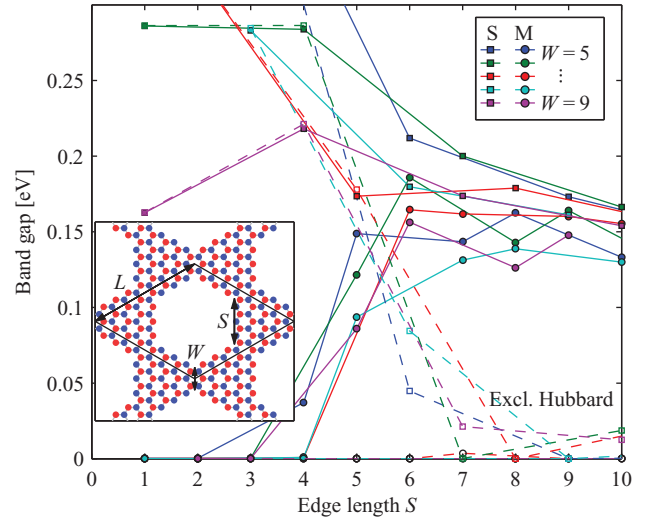 Band gap [eV]
0.25
0.2
0.15
0.1
0.05
0
S M
W = 5
⋮
W = 9
L
S
W
Excl. Hubbard
0 1 2 3 4 5 6 7 8 9 10
Edge length S